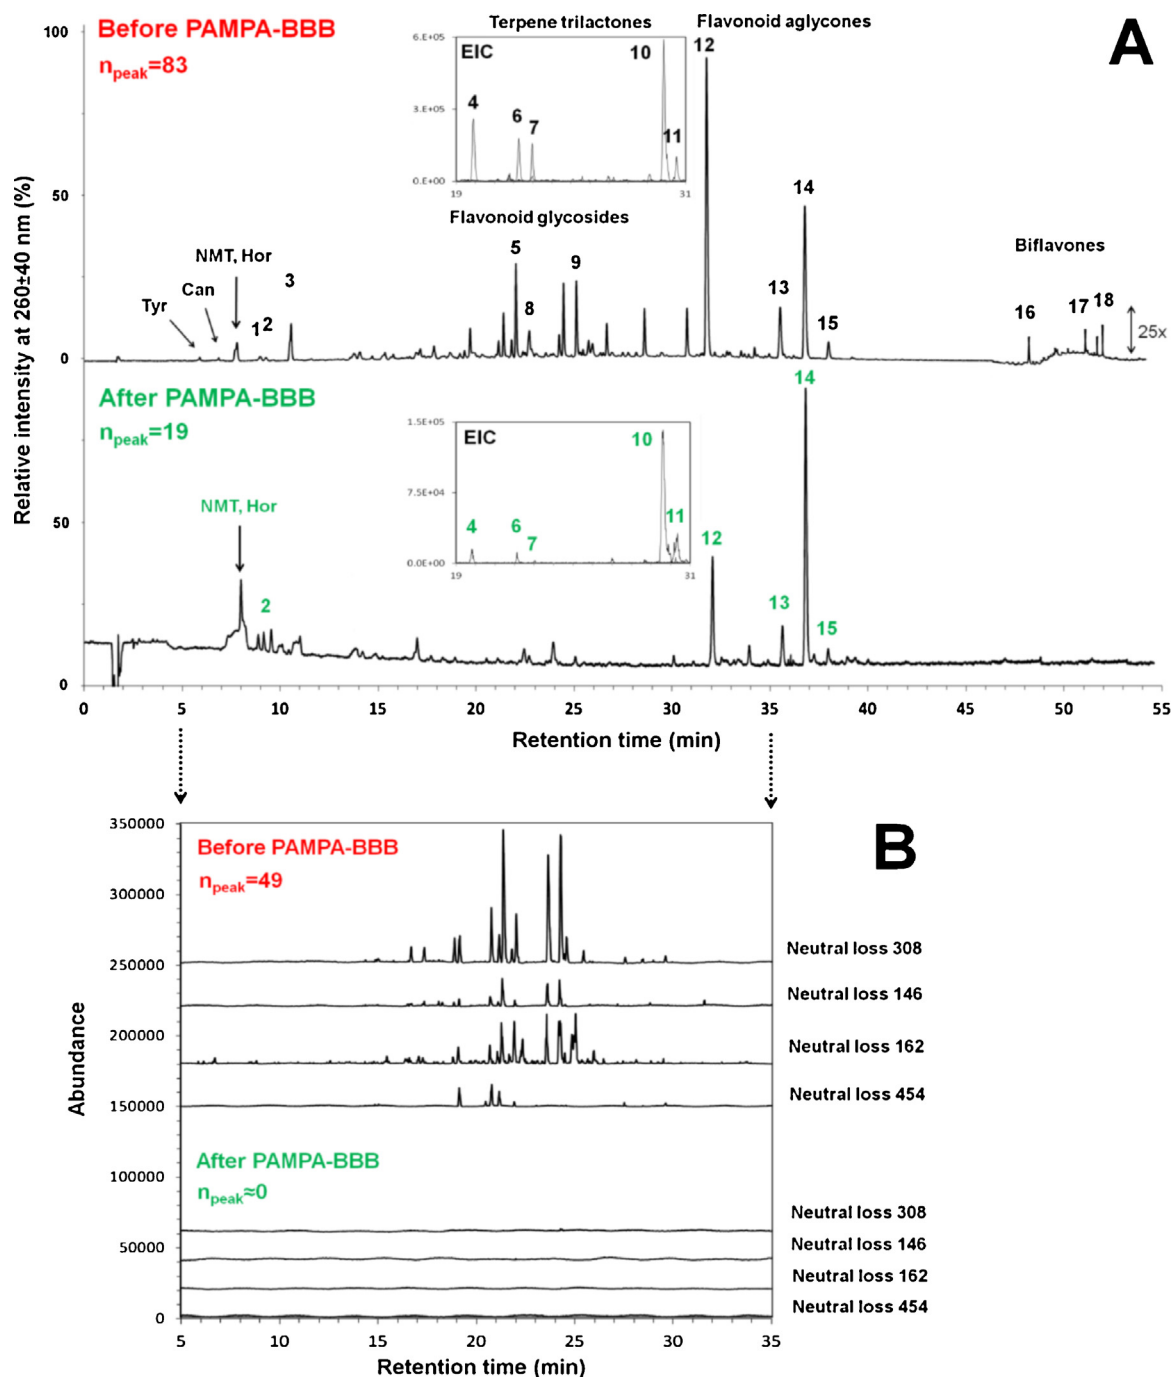 A
Before PAMPA-BBB
npeak=83
Terpene trilactones
Flavonoid aglycones
EIC
6.E+05
3.E+05
0.E+00
19
31
4
6
7
10
11
12
Flavonoid glycosides
Biflavones
Tyr
Can
NMT, Hor
1
2
3
5
8
9
13
14
15
16
17
18
25x
100
50
0
Relative intensity at 260±40 nm (%)
After PAMPA-BBB
npeak=19
EIC
1.5E+05
7.5E+04
0.0E+00
19
31
4
6
7
10
11
NMT, Hor
2
12
13
14
15
50
0
0
5
10
15
20
25
30
35
40
45
50
55
Retention time (min)
B
Before PAMPA-BBB
npeak=49
Neutral loss 308
Neutral loss 146
Neutral loss 162
Neutral loss 454
After PAMPA-BBB
npeak≈0
Neutral loss 308
Neutral loss 146
Neutral loss 162
Neutral loss 454
350000
300000
250000
200000
150000
100000
50000
0
Abundance
5
10
15
20
25
30
35
Retention time (min)